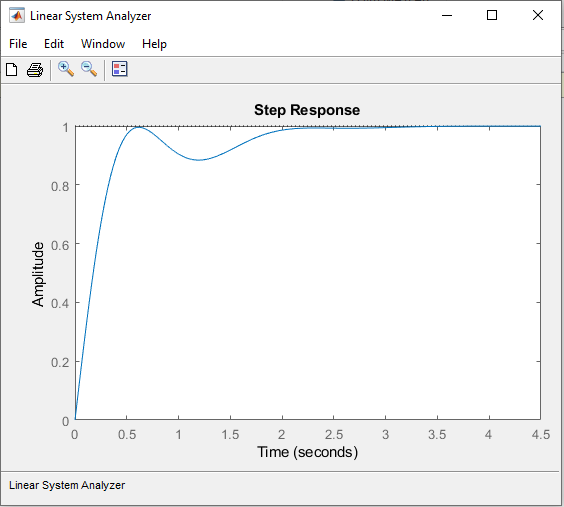 Linear System Analyzer
File Edit Window Help
Step Response
Amplitude
1
0.8
0.6
0.4
0.2
0
0 0.5 1 1.5 2 2.5 3 3.5 4 4.5
Time (seconds)
Linear System Analyzer